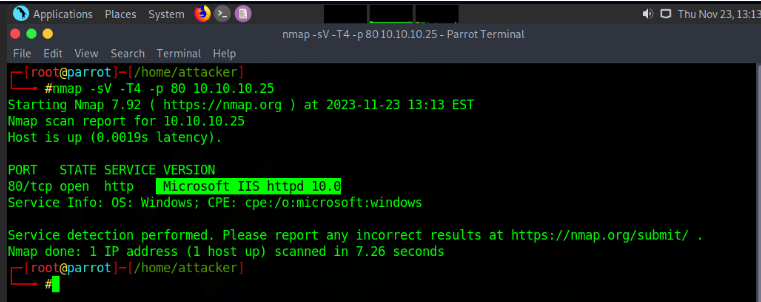 Applications Places System Thu Nov 23, 13:13
nmap -sV -T4 -p 80 10.10.10.25 - Parrot Terminal
File Edit View Search Terminal Help
[root@parrot]-[/home/attacker]
#nmap -sV -T4 -p 80 10.10.10.25
Starting Nmap 7.92 ( https://nmap.org ) at 2023-11-23 13:13 EST
Nmap scan report for 10.10.10.25
Host is up (0.0019s latency).
PORT STATE SERVICE VERSION
80/tcp open http Microsoft IIS httpd 10.0
Service Info: OS: Windows; CPE: cpe:/o:microsoft:windows
Service detection performed. Please report any incorrect results at https://nmap.org/submit/ .
Nmap done: 1 IP address (1 host up) scanned in 7.26 seconds
[root@parrot]-[/home/attacker]
#